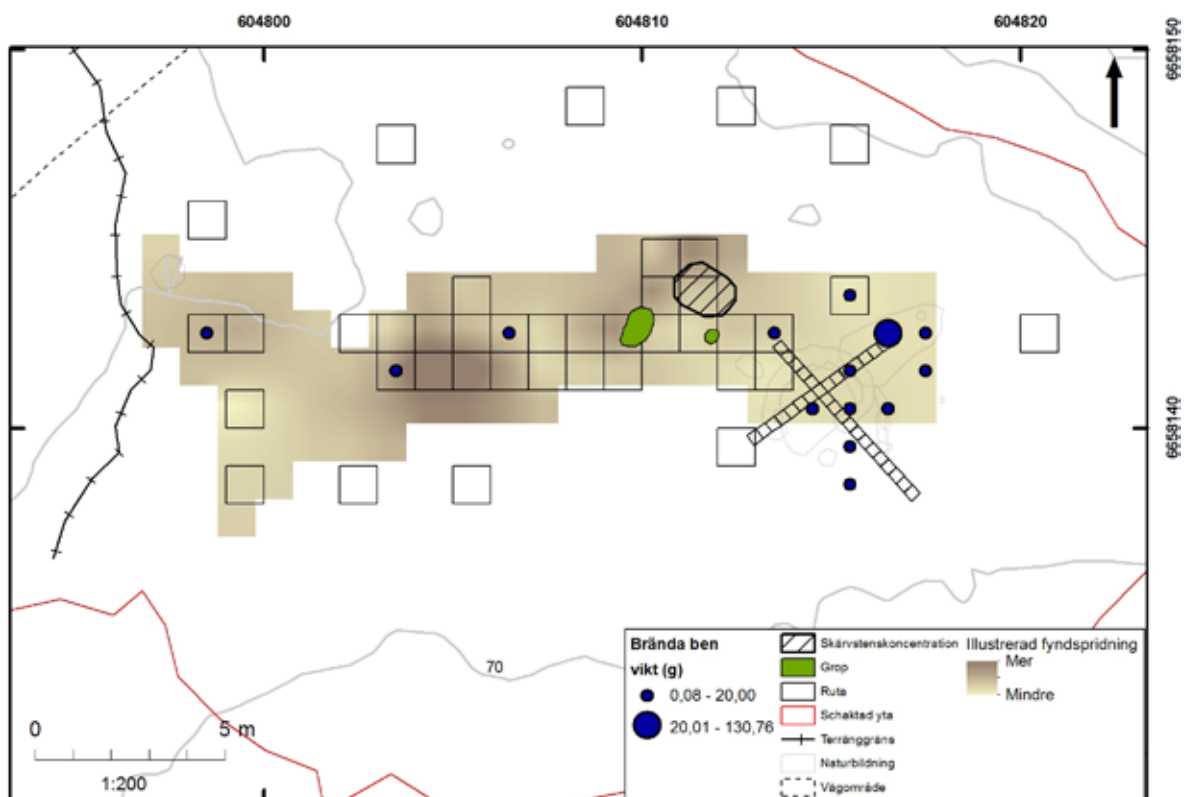 604800
604810
604820
6658150
6658140
6658140
70
0
5 m
1:200
Brända ben
vikt (g)
0,08 - 20,00
20,01 - 130,76
Skärvstenskoncentration
Grop
Ruta
Schaktad yta
Terränggräns
Naturbildning
Vägområde
Illustrerad fyndspridning
Mer
Mindre